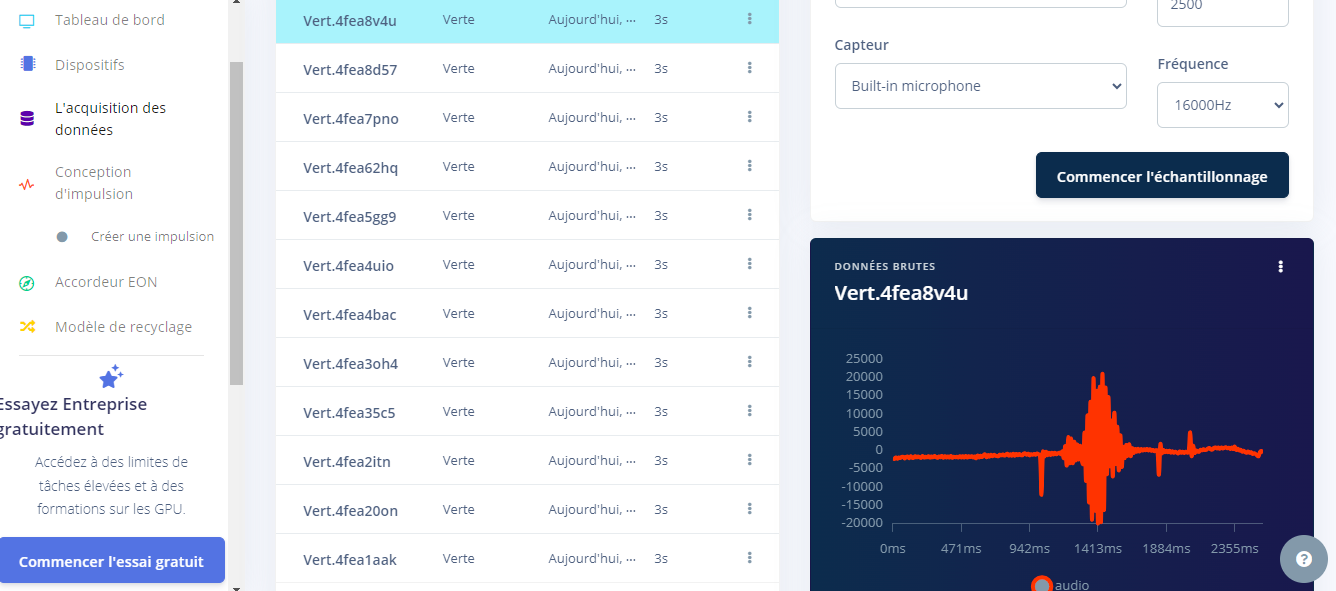 Tableau de bord
Dispositifs
L'acquisition des
données
Conception
d'impulsion
Créer une impulsion
Accordeur EON
Modèle de recyclage
Essayez Entreprise
gratuitement
Accédez à des limites de
tâches élevées et à des
formations sur les GPU.
Commencer l'essai gratuit
Vert.4fea8v4u Verte Aujourd'hui, ··· 3s
Vert.4fea8d57 Verte Aujourd'hui, ··· 3s
Vert.4fea7pno Verte Aujourd'hui, ··· 3s
Vert.4fea62hq Verte Aujourd'hui, ··· 3s
Vert.4fea5gg9 Verte Aujourd'hui, ··· 3s
Vert.4fea4uio Verte Aujourd'hui, ··· 3s
Vert.4fea4bac Verte Aujourd'hui, ··· 3s
Vert.4fea3oh4 Verte Aujourd'hui, ··· 3s
Vert.4fea35c5 Verte Aujourd'hui, ··· 3s
Vert.4fea2itn Verte Aujourd'hui, ··· 3s
Vert.4fea20on Verte Aujourd'hui, ··· 3s
Vert.4fea1aak Verte Aujourd'hui, ··· 3s
2500
Capteur
Built-in microphone
Fréquence
16000Hz
Commencer l'échantillonnage
DONNÉES BRUTES
Vert.4fea8v4u
25000
20000
15000
10000
5000
0
-5000
-10000
-15000
-20000
0ms 471ms 942ms 1413ms 1884ms 2355ms
audio
?